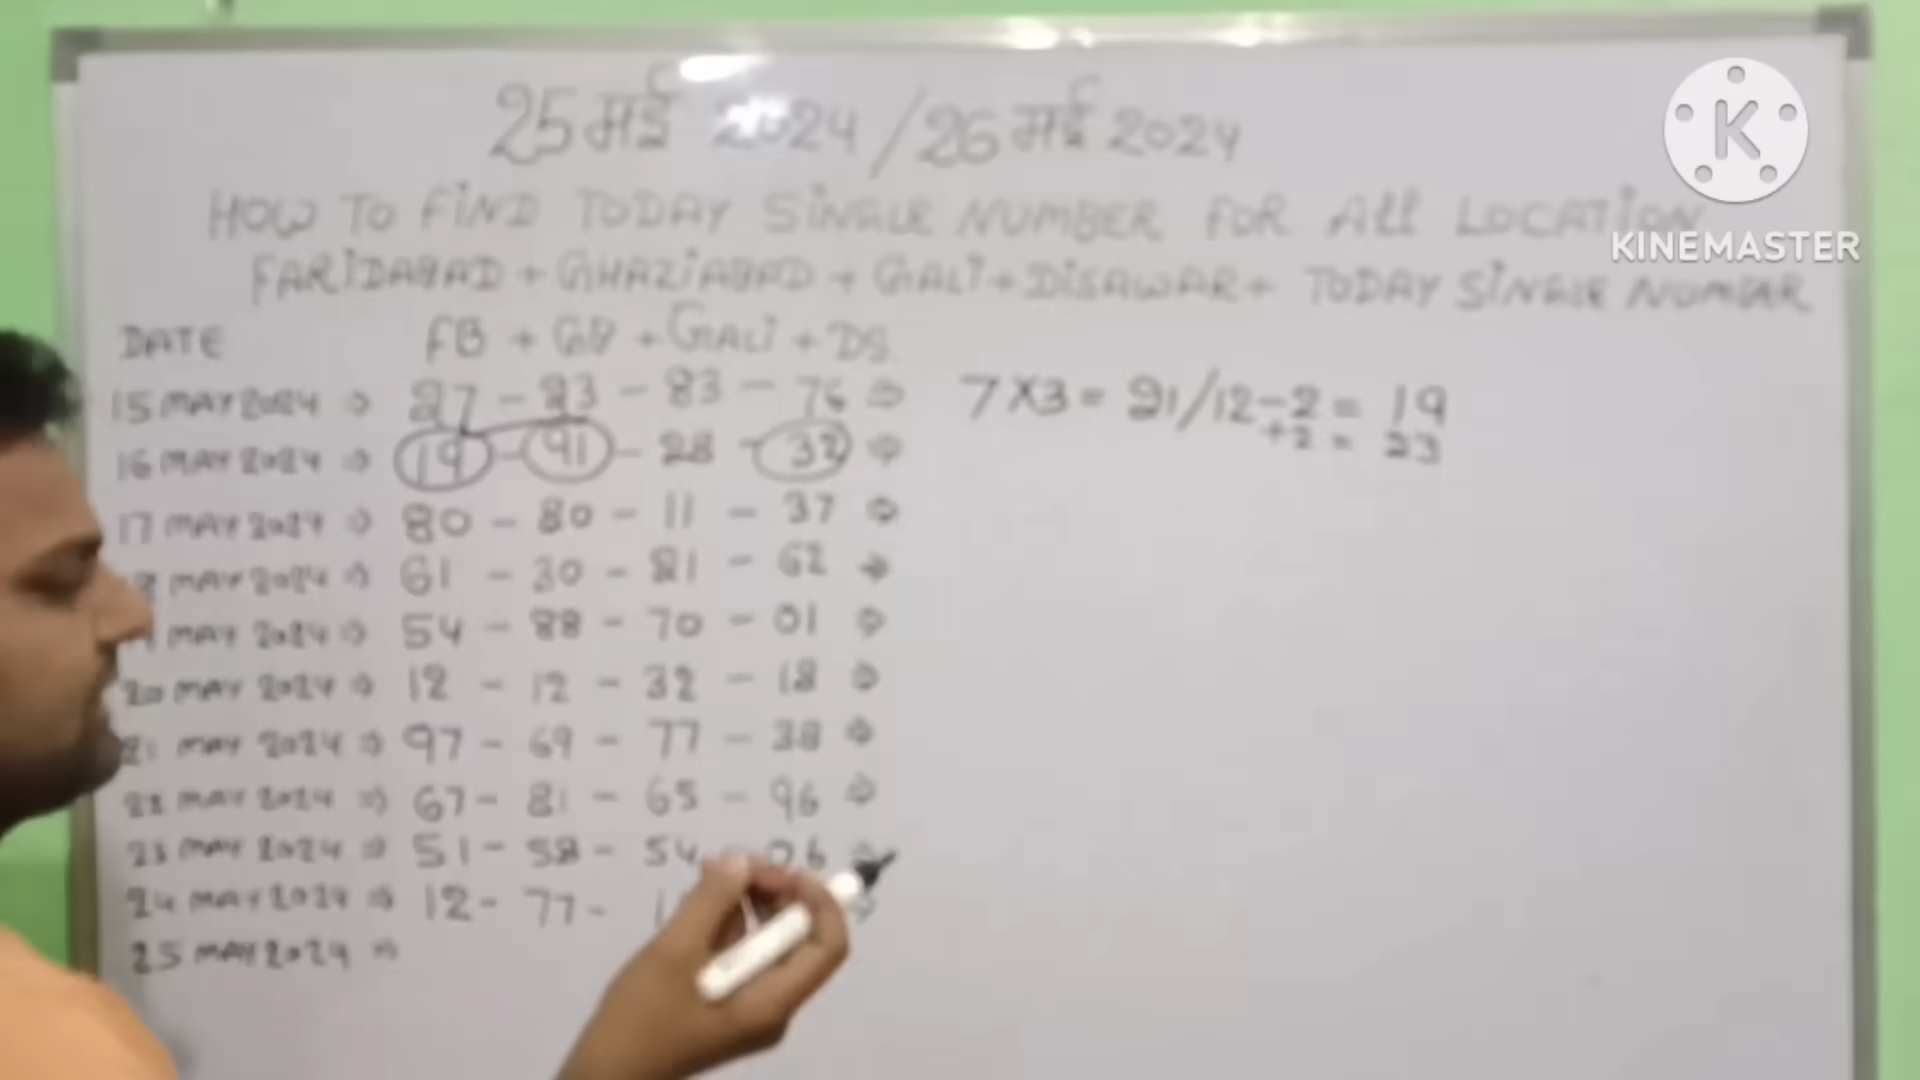 25 मई 2024 / 26 मई 2024
HOW TO FIND TODAY SINGLE NUMBER FOR ALL LOCATION
FARIDABAD + GHAZIABAD + GALI + DISAWAR + TODAY SINGLE NUMBAR
DATE FB + GB + GALI + DS
15 MAY 2024 ⇒ 27 - 23 - 83 - 76 ⇒ 7X3 = 21/12 - 2 = 19
+ 2 = 23
16 MAY 2024 ⇒ 19 - 91 - 28 - 32 ⇒
17 MAY 2024 ⇒ 80 - 80 - 11 - 37 ⇒
MAY 2024 ⇒ 61 - 30 - 21 - 62 ⇒
MAY 2024 ⇒ 54 - 88 - 70 - 01 ⇒
20 MAY 2024 ⇒ 12 - 12 - 32 - 18 ⇒
21 MAY 2024 ⇒ 97 - 69 - 77 - 38 ⇒
22 MAY 2024 ⇒ 67 - 81 - 65 - 96 ⇒
23 MAY 2024 ⇒ 51 - 58 - 54 - 06
24 MAY 2024 ⇒ 12 - 77 -
25 MAY 2024 ⇒
K
KINEMASTER